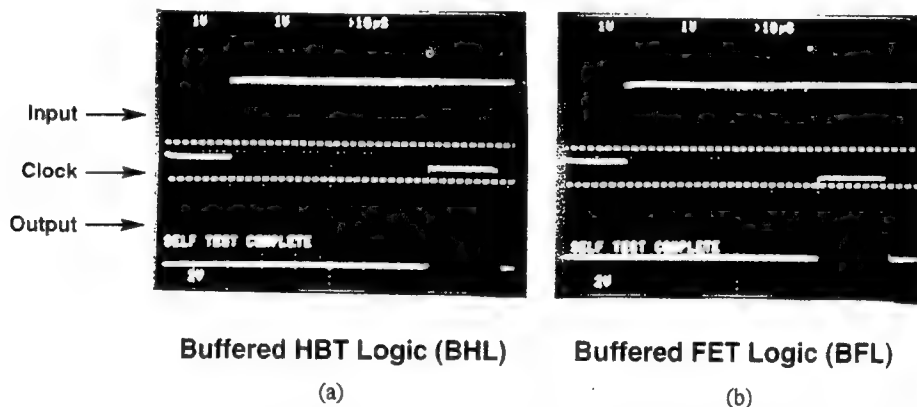 1V 1V >10µS
1V 1V >10µS
Input
Clock
Output
SELF TEST COMPLETE
SELF TEST COMPLETE
2V
2V
Buffered HBT Logic (BHL)
Buffered FET Logic (BFL)
(a)
(b)